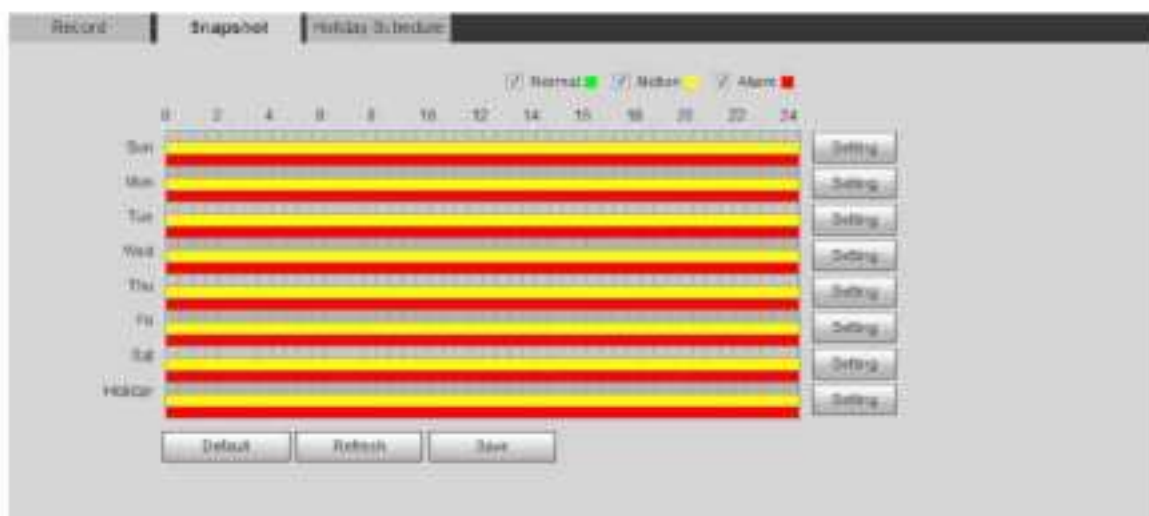 Record Snapshot Holiday Schedule
Normal Motion Alarm
0 2 4 6 8 10 12 14 16 18 20 22 24
Sun Setting
Mon Setting
Tue Setting
Wed Setting
Thu Setting
Fri Setting
Sat Setting
Holiday Setting
Default Refresh Save